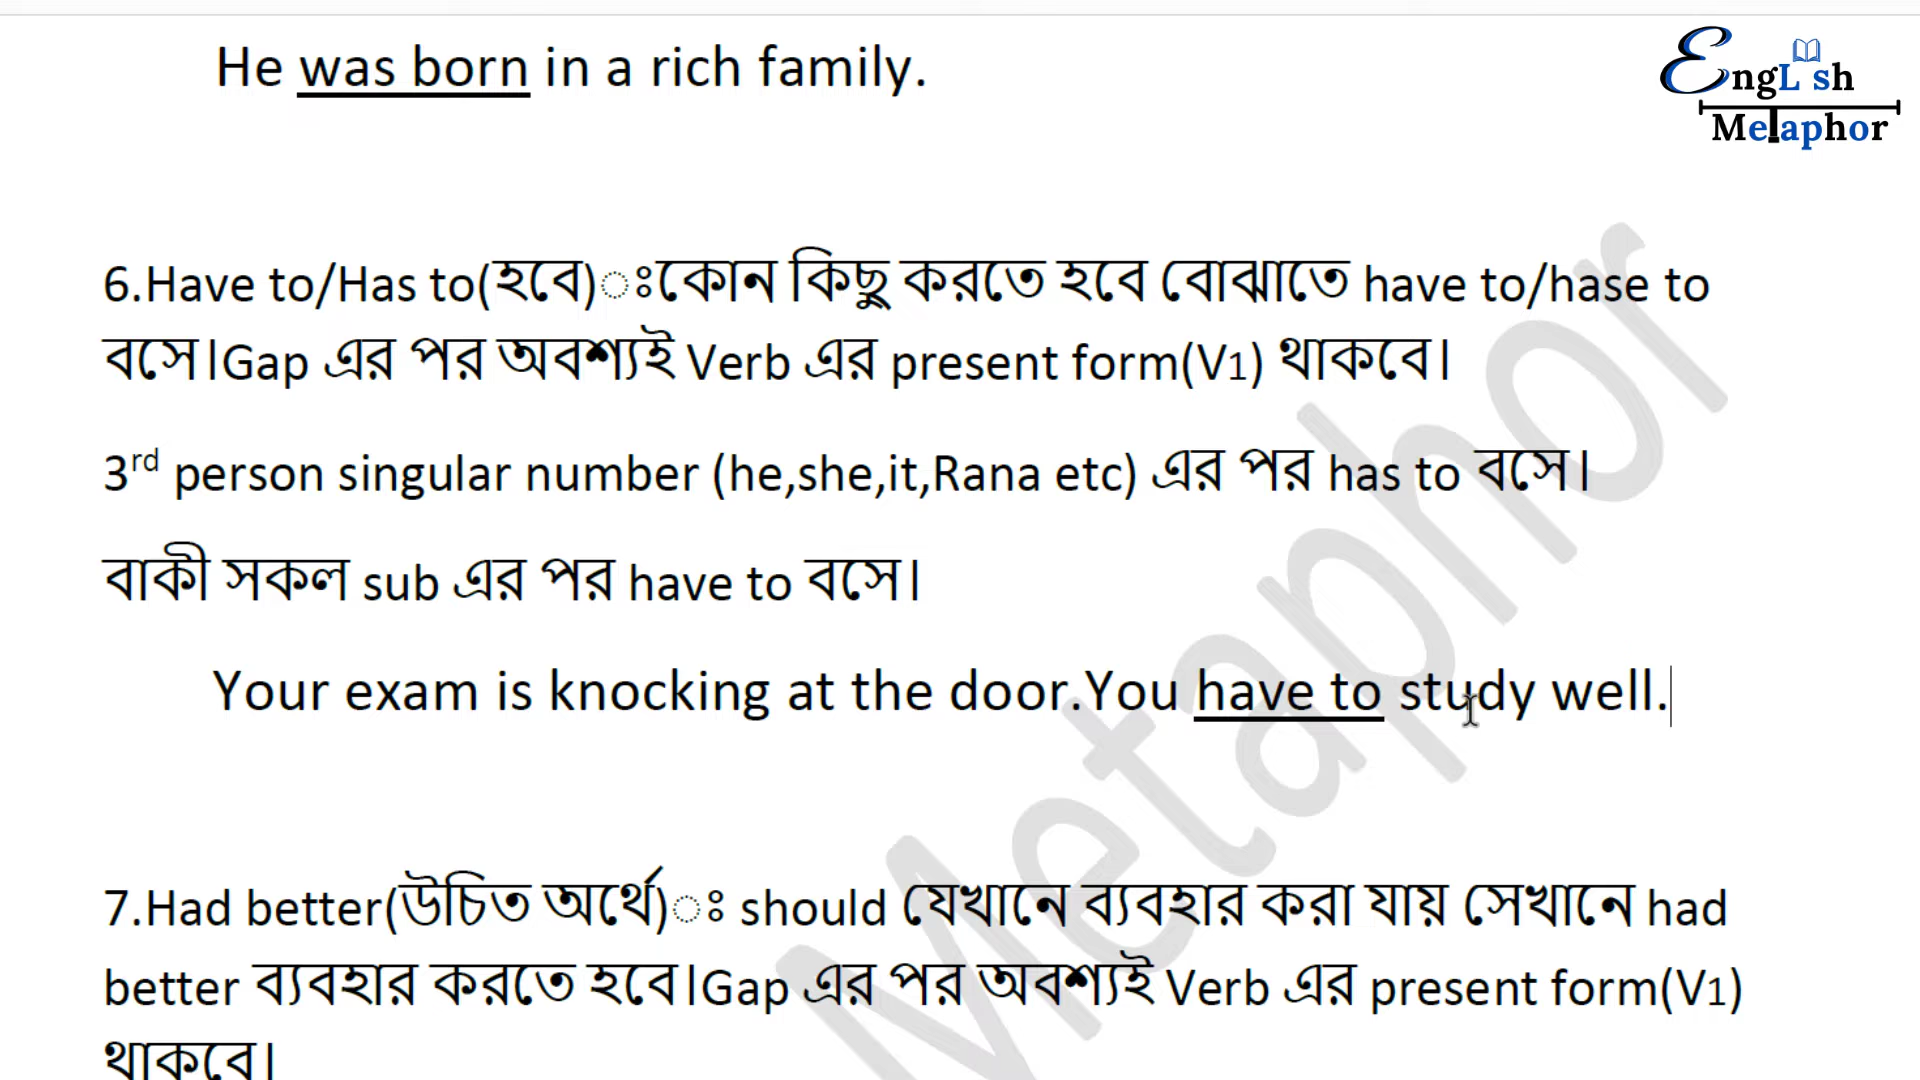 He was born in a rich family.
EngLish
Metaphor
6.Have to/Has to(হবে)ঃকোন কিছু করতে হবে বোঝাতে have to/hase to
বসে।Gap এর পর অবশ্যই Verb এর present form(V1) থাকবে।
3rd person singular number (he,she,it,Rana etc) এর পর has to বসে।
বাকী সকল sub এর পর have to বসে।
Your exam is knocking at the door.You have to study well.
7.Had better(উচিত অর্থে)ঃ should যেখানে ব্যবহার করা যায় সেখানে had
better ব্যবহার করতে হবে।Gap এর পর অবশ্যই Verb এর present form(V1)
থাকবে।
Metaphor